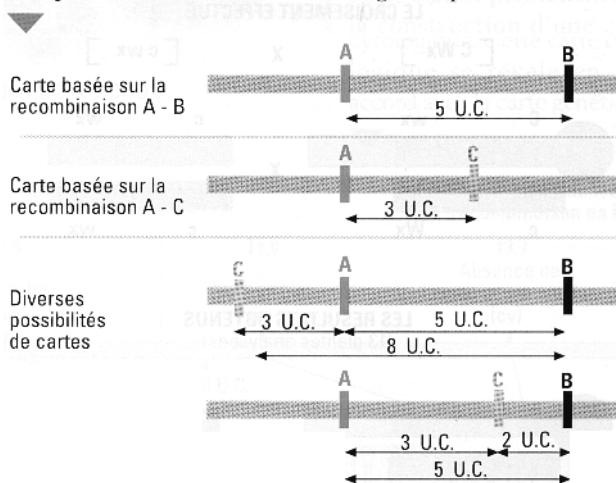 A B
Carte basée sur la
recombinaison A - B
5 U.C.
A C
Carte basée sur la
recombinaison A - C
3 U.C.
C A B
Diverses
possibilités
de cartes
3 U.C. 5 U.C.
8 U.C.
A C B
3 U.C. 2 U.C.
5 U.C.